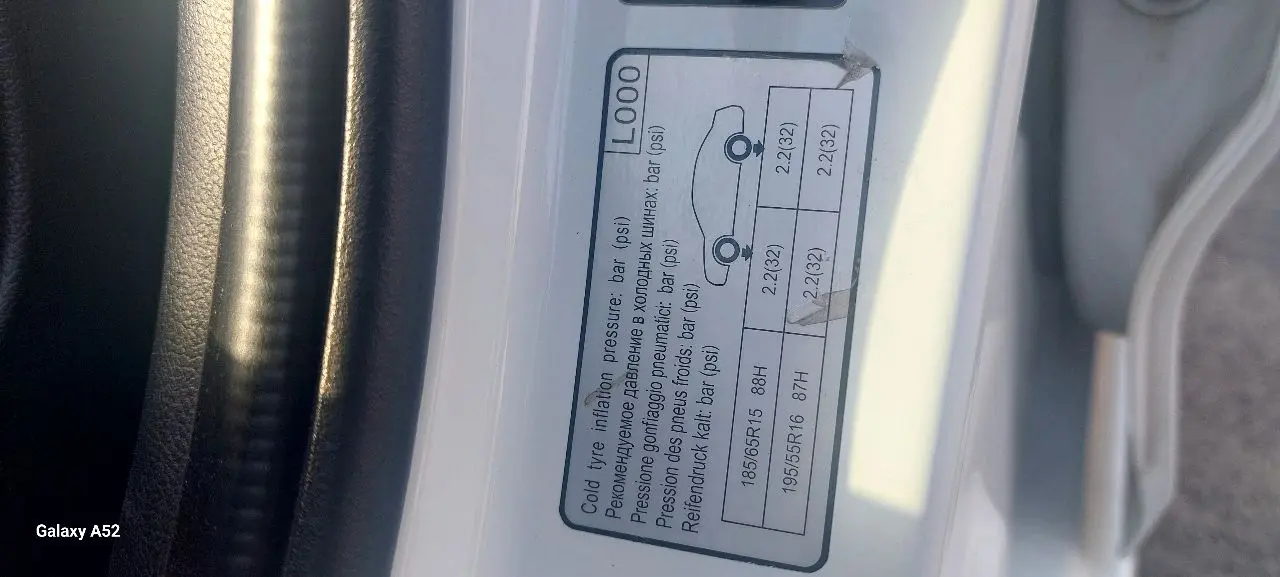 L000
Cold tyre inflation pressure: bar (psi)
Рекомендуемое давление в холодных шинах: bar (psi)
Pressione gonfiaggio pneumatici: bar (psi)
Pression des pneus froids: bar (psi)
Reifendruck kalt: bar (psi)
185/65R15 88H 2.2(32) 2.2(32)
195/55R16 87H 2.2(32) 2.2(32)
Galaxy A52